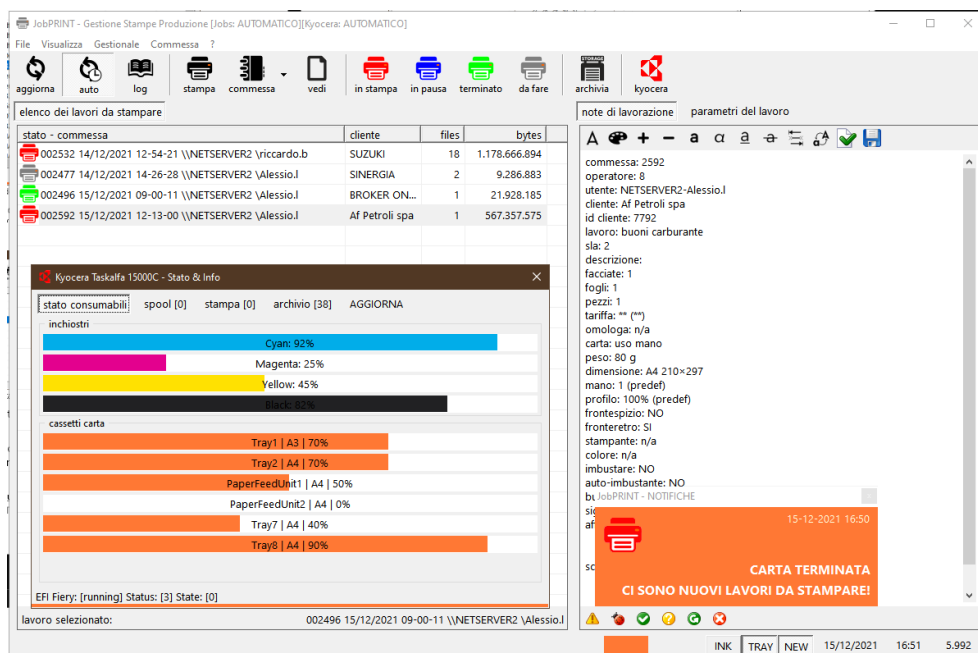 JobPRINT - Gestione Stampe Produzione [Jobs: AUTOMATICO][Kyocera: AUTOMATICO]
File Visualizza Gestionale Commessa ?
aggiorna auto log stampa commessa vedi in stampa in pausa terminato da fare archivia kyocera
STORAGE
elenco dei lavori da stampare
stato - commessa cliente files bytes
002532 14/12/2021 12-54-21 \\NETSERVER2 \riccardo.b SUZUKI 18 1.178.666.894
002477 14/12/2021 14-26-28 \\NETSERVER2 \Alessio.l SINERGIA 2 9.286.883
002496 15/12/2021 09-00-11 \\NETSERVER2 \Alessio.l BROKER ON... 1 21.928.185
002592 15/12/2021 12-13-00 \\NETSERVER2 \Alessio.l Af Petroli spa 1 567.357.575
Kyocera Taskalfa 15000C - Stato & Info
stato consumabili spool [0] stampa [0] archivio [38] AGGIORNA
inchiostri
Cyan: 92%
Magenta: 25%
Yellow: 45%
Black: 82%
cassetti carta
Tray1 | A3 | 70%
Tray2 | A4 | 70%
PaperFeedUnit1 | A4 | 50%
PaperFeedUnit2 | A4 | 0%
Tray7 | A4 | 40%
Tray8 | A4 | 90%
EFI Fiery: [running] Status: [3] State: [0]
lavoro selezionato: 002496 15/12/2021 09-00-11 \\NETSERVER2 \Alessio.l
note di lavorazione parametri del lavoro
A + − a α a a
commessa: 2592
operatore: 8
utente: NETSERVER2-Alessio.l
cliente: Af Petroli spa
id cliente: 7792
lavoro: buoni carburante
sla: 2
descrizione:
facciate: 1
fogli: 1
pezzi: 1
tariffa: ** (**)
omologa: n/a
carta: uso mano
peso: 80 g
dimensione: A4 210×297
mano: 1 (predef)
profilo: 100% (predef)
frontespizio: NO
fronteretro: SI
stampante: n/a
colore: n/a
imbustare: NO
auto-imbustante: NO
JobPRINT - NOTIFICHE
15-12-2021 16:50
CARTA TERMINATA
CI SONO NUOVI LAVORI DA STAMPARE!
INK TRAY NEW 15/12/2021 16:51 5.992